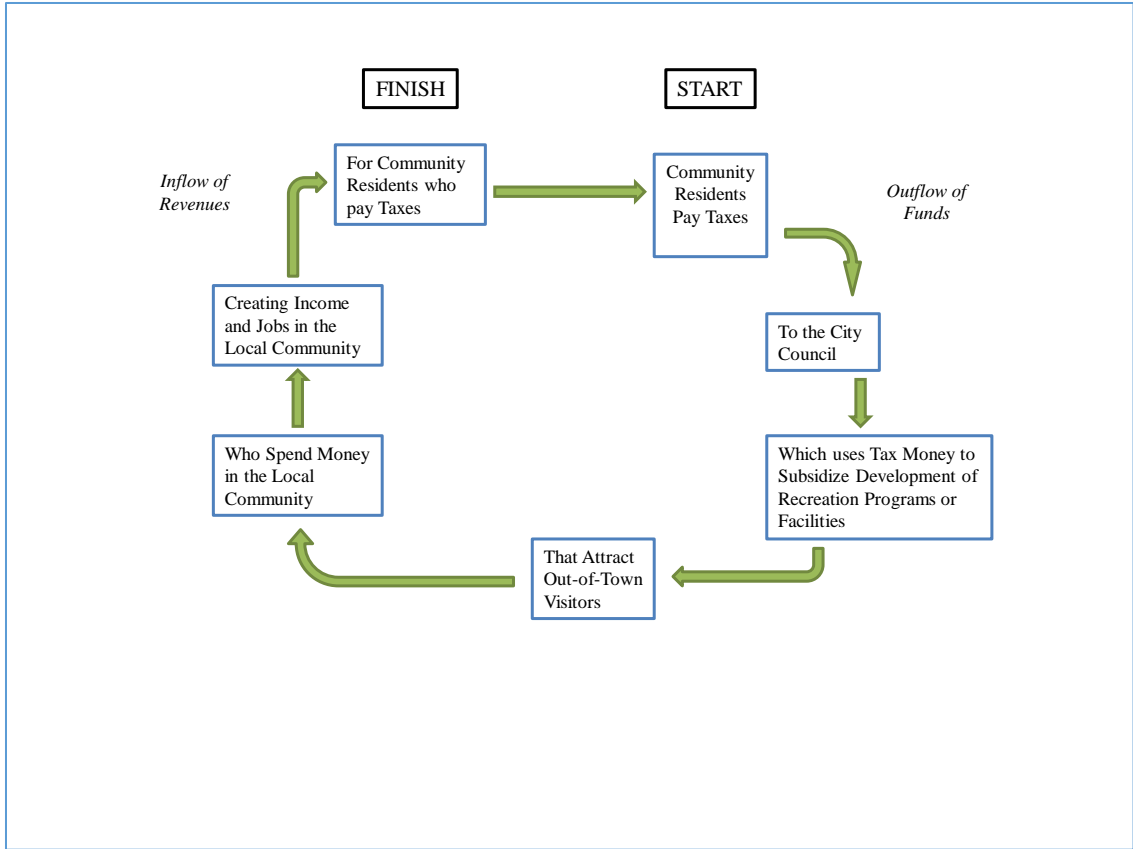 FINISH
START
For Community
Residents who
pay Taxes
Community
Residents
Pay Taxes
Inflow of
Revenues
Outflow of
Funds
Creating Income
and Jobs in the
Local Community
To the City
Council
Who Spend Money
in the Local
Community
Which uses Tax Money to
Subsidize Development of
Recreation Programs or
Facilities
That Attract
Out-of-Town
Visitors